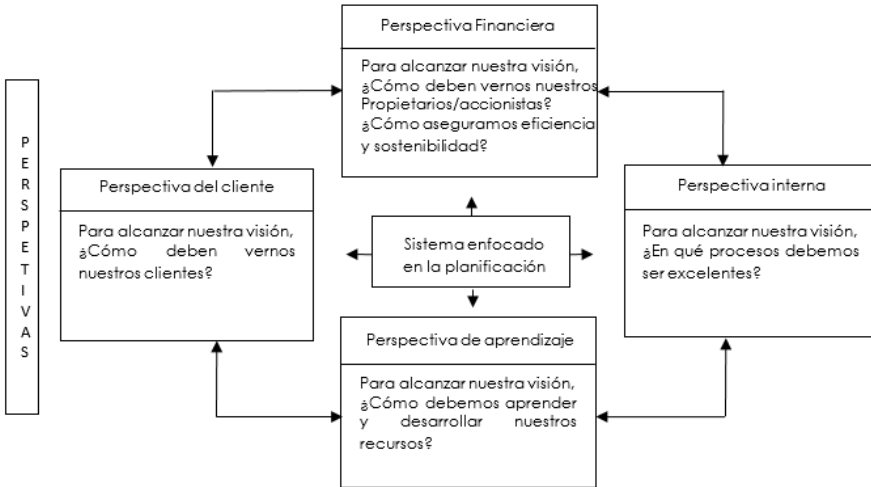 Perspectiva Financiera
Para alcanzar nuestra visión,
¿Cómo deben vernos nuestros
Propietarios/accionistas?
¿Cómo aseguramos eficiencia
y sostenibilidad?
PERSPETIVAS
Perspectiva del cliente
Para alcanzar nuestra visión,
¿Cómo deben vernos
nuestros clientes?
Sistema enfocado
en la planificación
Perspectiva interna
Para alcanzar nuestra visión,
¿En qué procesos debemos
ser excelentes?
Perspectiva de aprendizaje
Para alcanzar nuestra visión,
¿Cómo debemos aprender
y desarrollar nuestros
recursos?